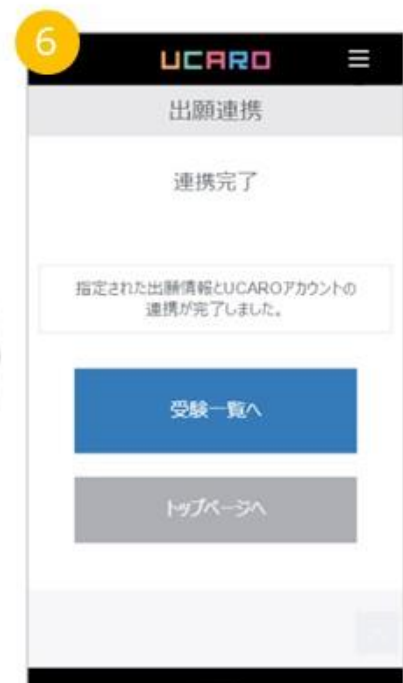 6
UCARO
出願連携
連携完了
指定された出願情報とUCAROアカウントの
連携が完了しました。
受験一覧へ
トップページへ